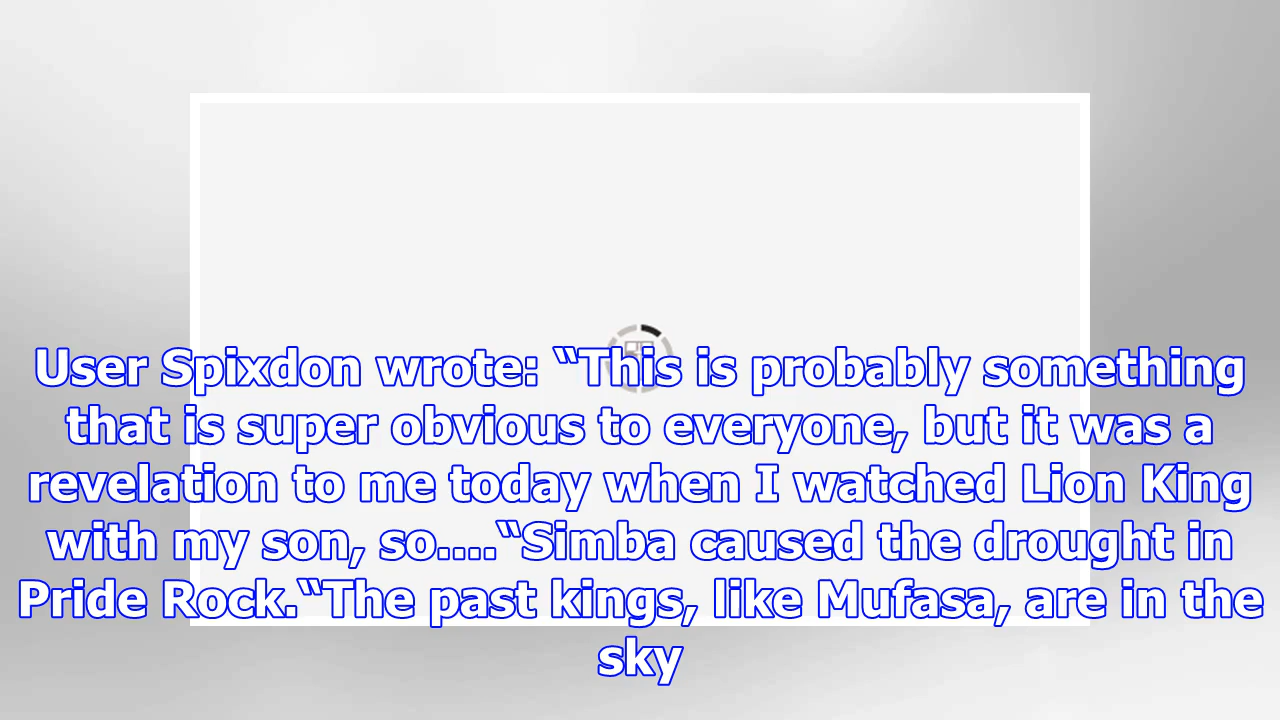 User Spixdon wrote: “This is probably something
that is super obvious to everyone, but it was a
revelation to me today when I watched Lion King
with my son, so....“Simba caused the drought in
Pride Rock.“The past kings, like Mufasa, are in the
sky